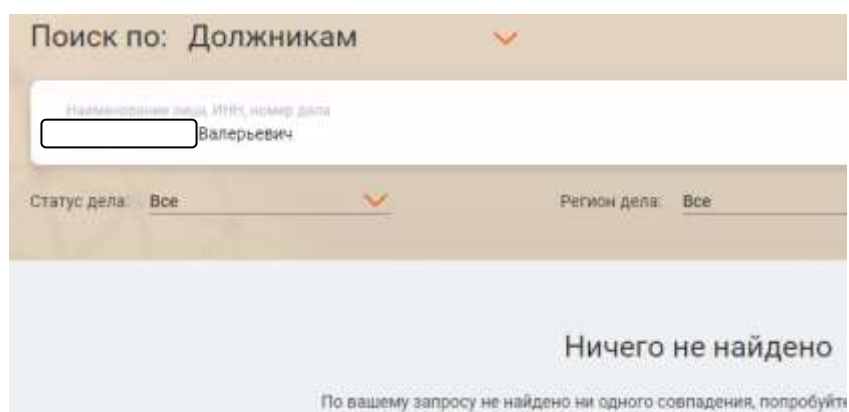 Поиск по: Должникам
Наименование лица, ИНН, номер дела
Валерьевич
Статус дела: Все
Регион дела: Все
Ничего не найдено
По вашему запросу не найдено ни одного совпадения, попробуйте